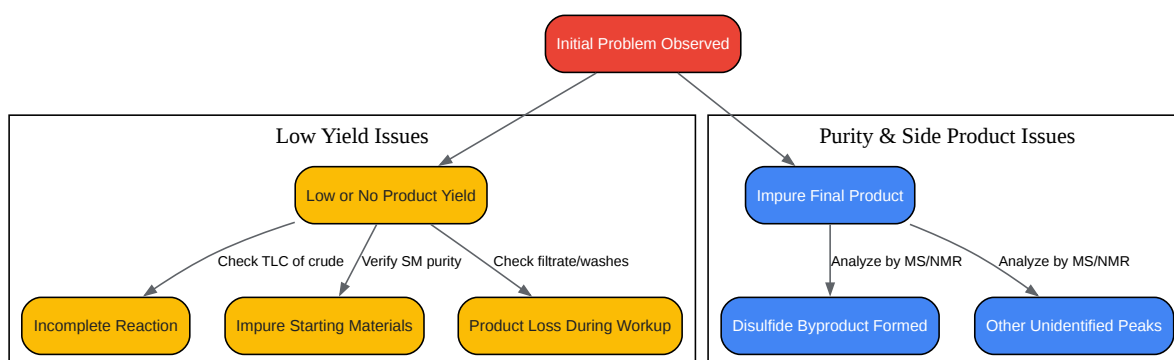 Initial Problem Observed
Low Yield Issues
Purity & Side Product Issues
Low or No Product Yield
Impure Final Product
Check TLC of crude
Verify SM purity
Check filtrate/washes
Analyze by MS/NMR
Analyze by MS/NMR
Incomplete Reaction
Impure Starting Materials
Product Loss During Workup
Disulfide Byproduct Formed
Other Unidentified Peaks